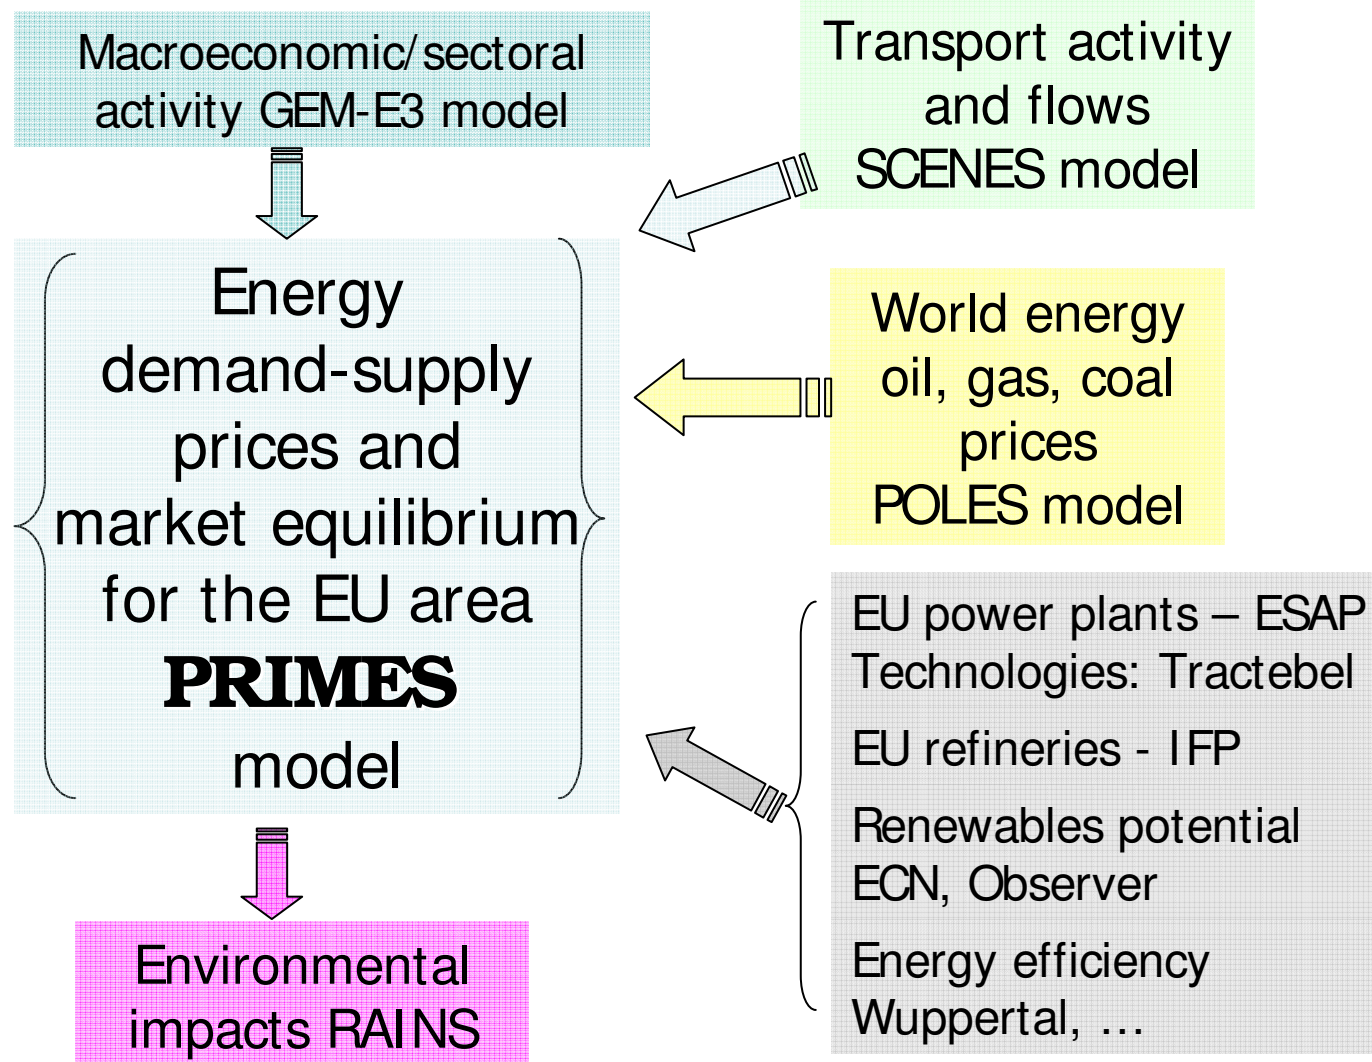 Macroeconomic/sectoral
activity GEM-E3 model
Transport activity
and flows
SCENES model
Energy
demand-supply
prices and
market equilibrium
for the EU area
PRIMES
model
World energy
oil, gas, coal
prices
POLES model
EU power plants – ESAP
Technologies: Tractebel
EU refineries - IFP
Renewables potential
ECN, Observer
Energy efficiency
Wuppertal, ...
Environmental
impacts RAINS